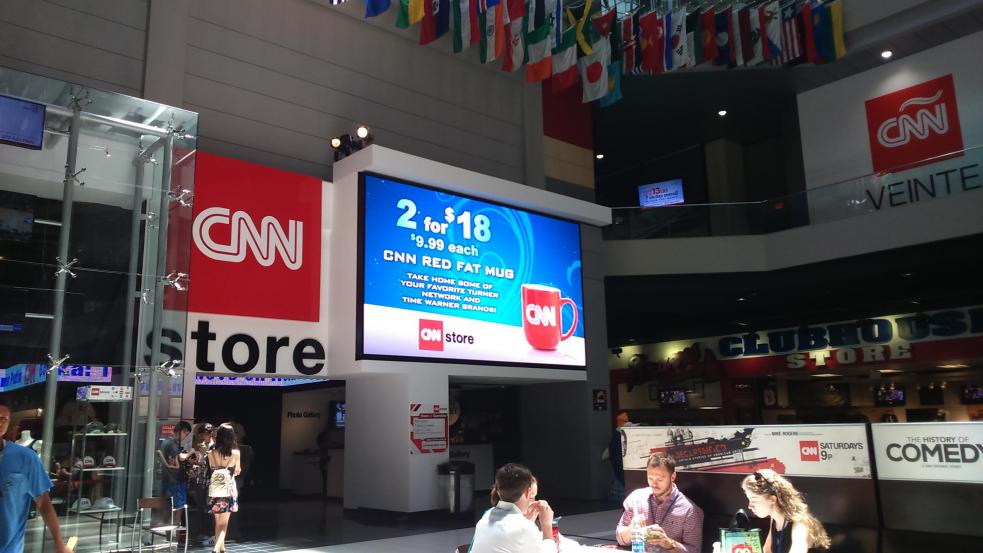 CNN
store
2 for $18
$9.99 each
CNN RED FAT MUG
TAKE HOME SOME OF
YOUR FAVORITE TURNER
NETWORK AND
TIME WARNER BRANDS!
CNN store
CNN
CNN
VEINTE
CLUBHOUSE
STORE
Photo Gallery
DECLASSIFIED
MIKE ROGERS
CNN SATURDAYS
9P
THE HISTORY OF
COMEDY